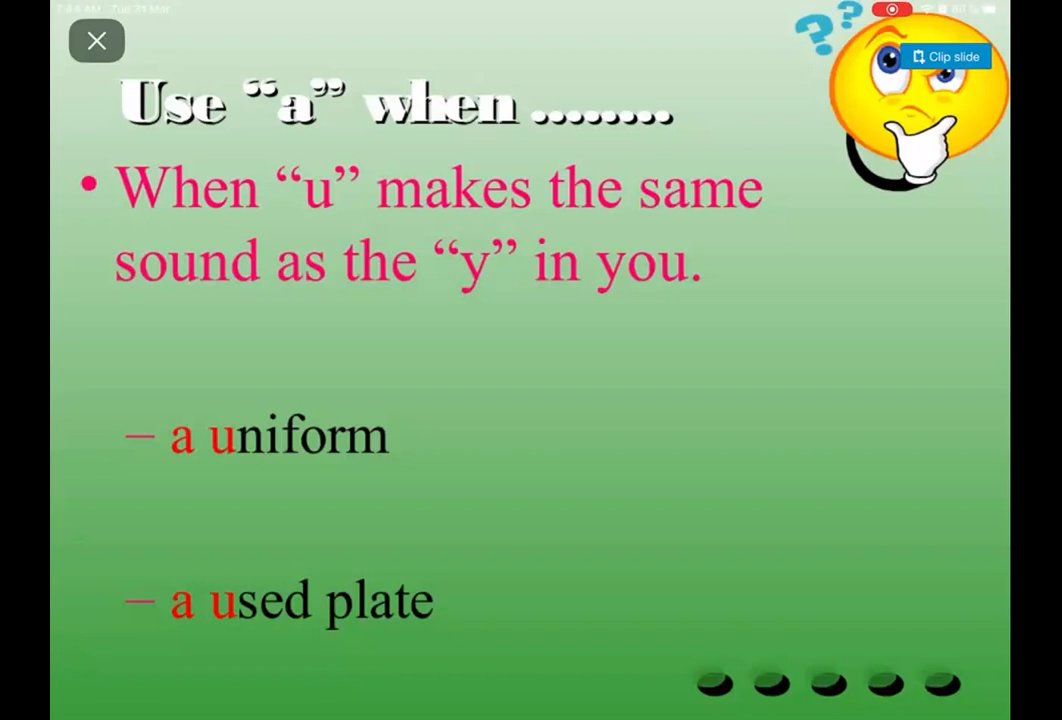 Use “a” when ........
• When “u” makes the same
sound as the “y” in you.
– a uniform
– a used plate
Clip slide
? ?